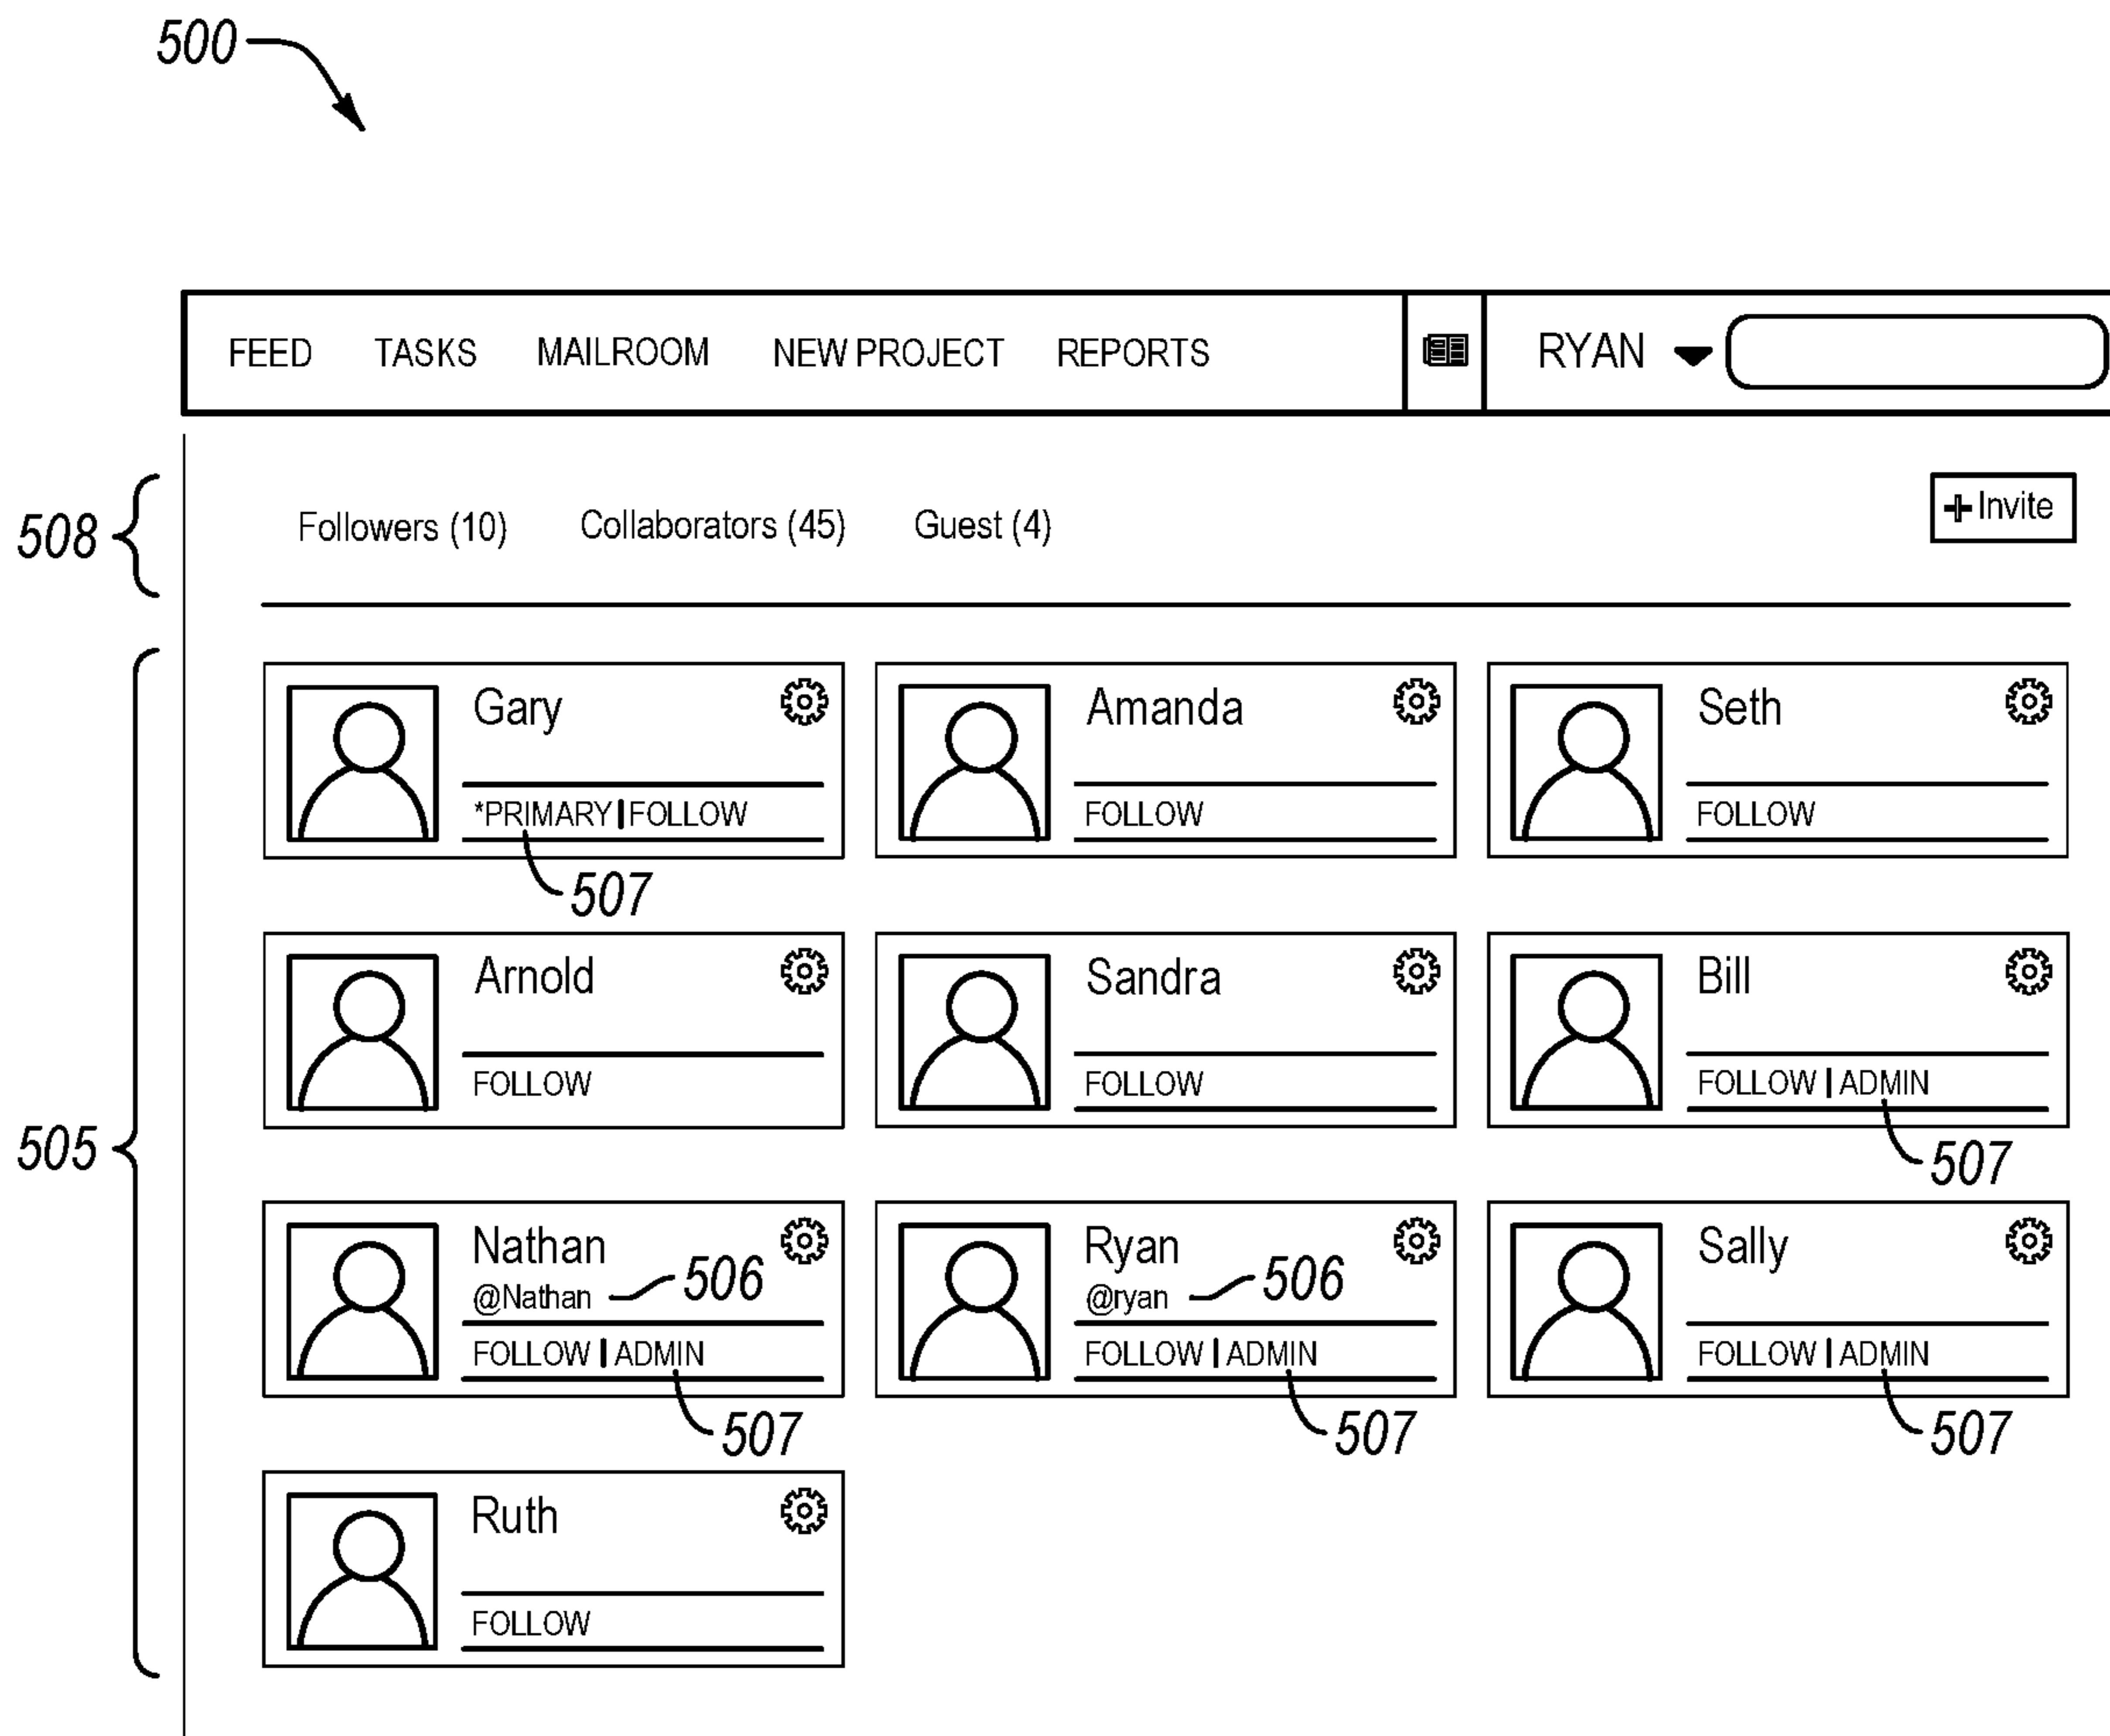 500
FEED TASKS MAILROOM NEW PROJECT REPORTS RYAN
508
Followers (10) Collaborators (45) Guest (4) +Invite
505
Gary
*PRIMARY|FOLLOW
507
Amanda
FOLLOW
Seth
FOLLOW
Arnold
FOLLOW
Sandra
FOLLOW
Bill
FOLLOW | ADMIN
507
Nathan
@Nathan 506
FOLLOW | ADMIN
507
Ryan
@ryan 506
FOLLOW | ADMIN
507
Sally
FOLLOW | ADMIN
507
Ruth
FOLLOW